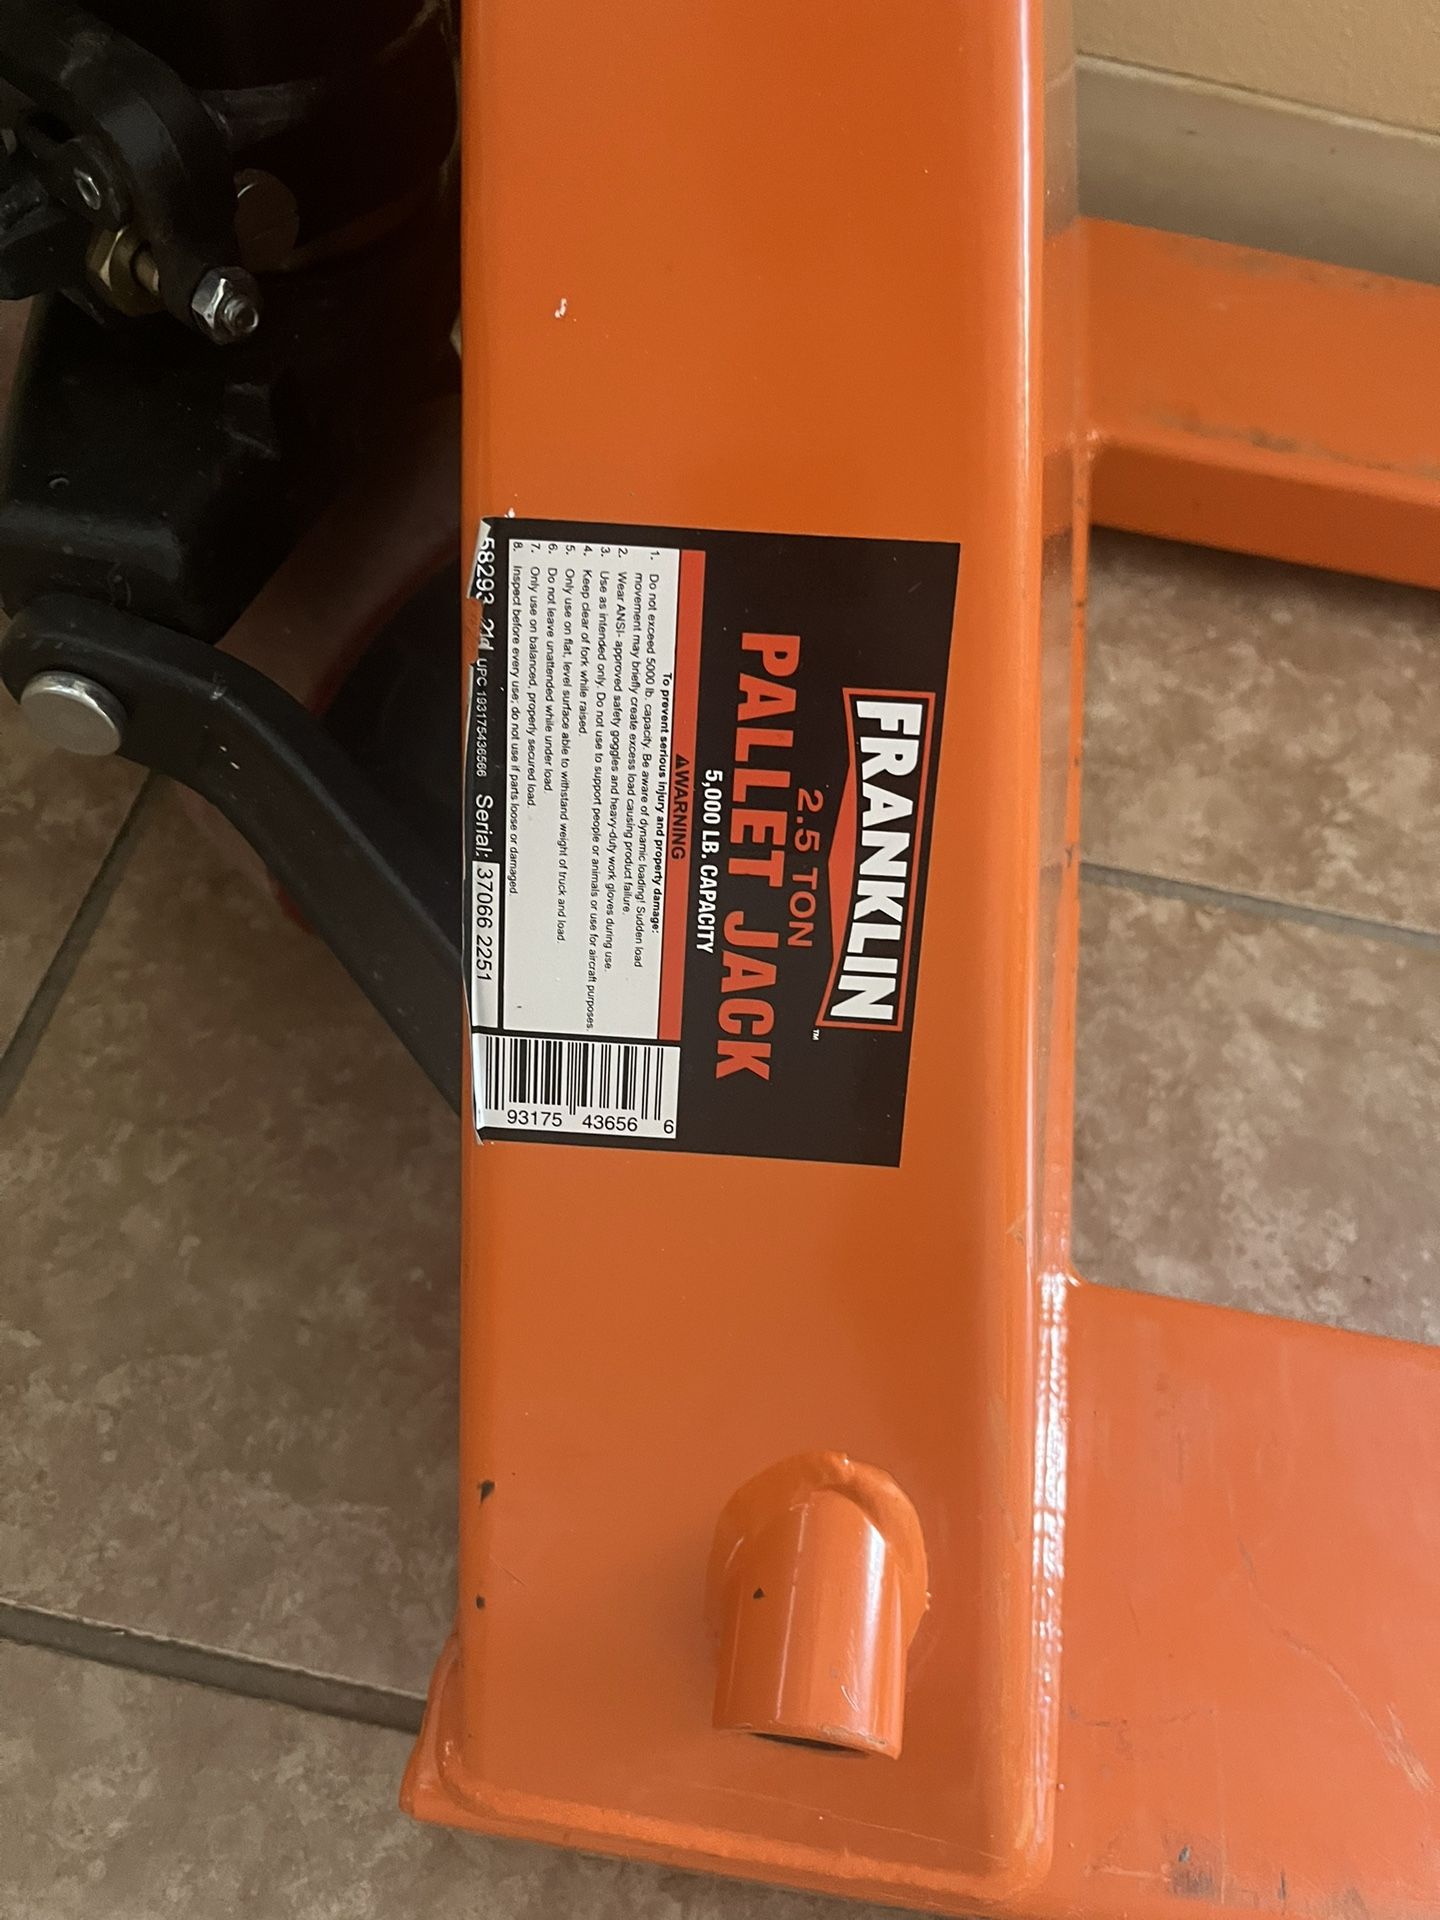 FRANKLIN™
2.5 TON
PALLET JACK
5,000 LB. CAPACITY
⚠WARNING
To prevent serious injury and property damage:
1. Do not exceed 5000 lb. capacity. Be aware of dynamic loading! Sudden load
movement may briefly create excess load causing product failure.
2. Wear ANSI- approved safety goggles and heavy-duty work gloves during use.
3. Use as intended only. Do not use to support people or animals or use for aircraft purposes.
4. Keep clear of fork while raised.
5. Only use on flat, level surface able to withstand weight of truck and load.
6. Do not leave unattended while under load.
7. Only use on balanced, properly secured load.
8. Inspect before every use; do not use if parts loose or damaged.
58293 21d UPC 193175436566 Serial: 37066 2251
93175 43656 6